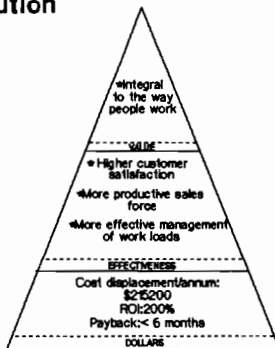 ution
*Integral
to the way
people work
VALUE
* Higher customer
satisfaction
*More productive sales
force
*More effective management
of work loads
EFFECTIVENESS
Cost displacement/annum:
$215200
ROI:200%
Payback:< 6 months
DOLLARS